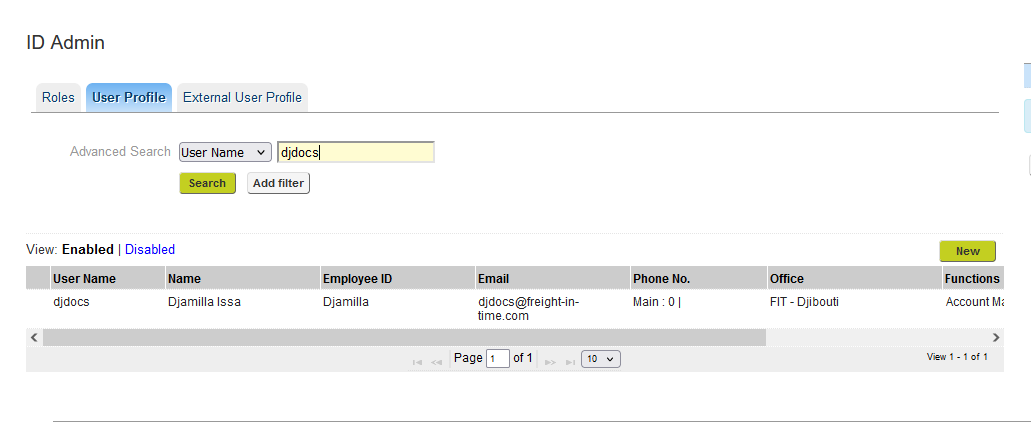 ID Admin
Roles User Profile External User Profile
Advanced Search User Name djdocs
Search Add filter
View: Enabled | Disabled New
User Name Name Employee ID Email Phone No. Office Functions
djdocs Djamilla Issa Djamilla djdocs@freight-in- Main : 0 | FIT - Djibouti Account Ma
time.com
Page 1 of 1 10 View 1 - 1 of 1